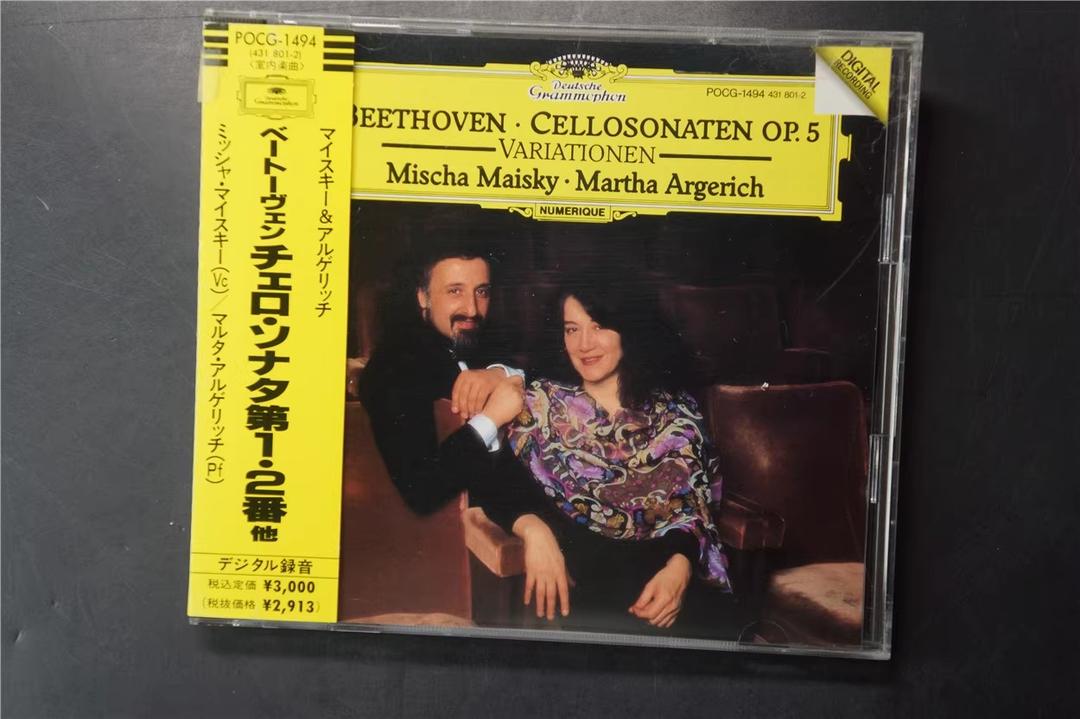 POCG-1494
(431 801-2)
〈室内楽曲〉
Deutsche
Grammophon
マイスキー&アルゲリッチ
ベートーヴェン チェロ・ソナタ第1・2番 他
ミッシャ・マイスキー(Vc)/マルタ・アルゲリッチ(Pf)
デジタル録音
税込定価 ¥3,000
(税抜価格 ¥2,913)
Deutsche
Grammophon
POCG-1494 431 801-2
DIGITAL
RECORDING
BEETHOVEN · CELLOSONATEN OP. 5
VARIATIONEN
Mischa Maisky · Martha Argerich
NUMERIQUE